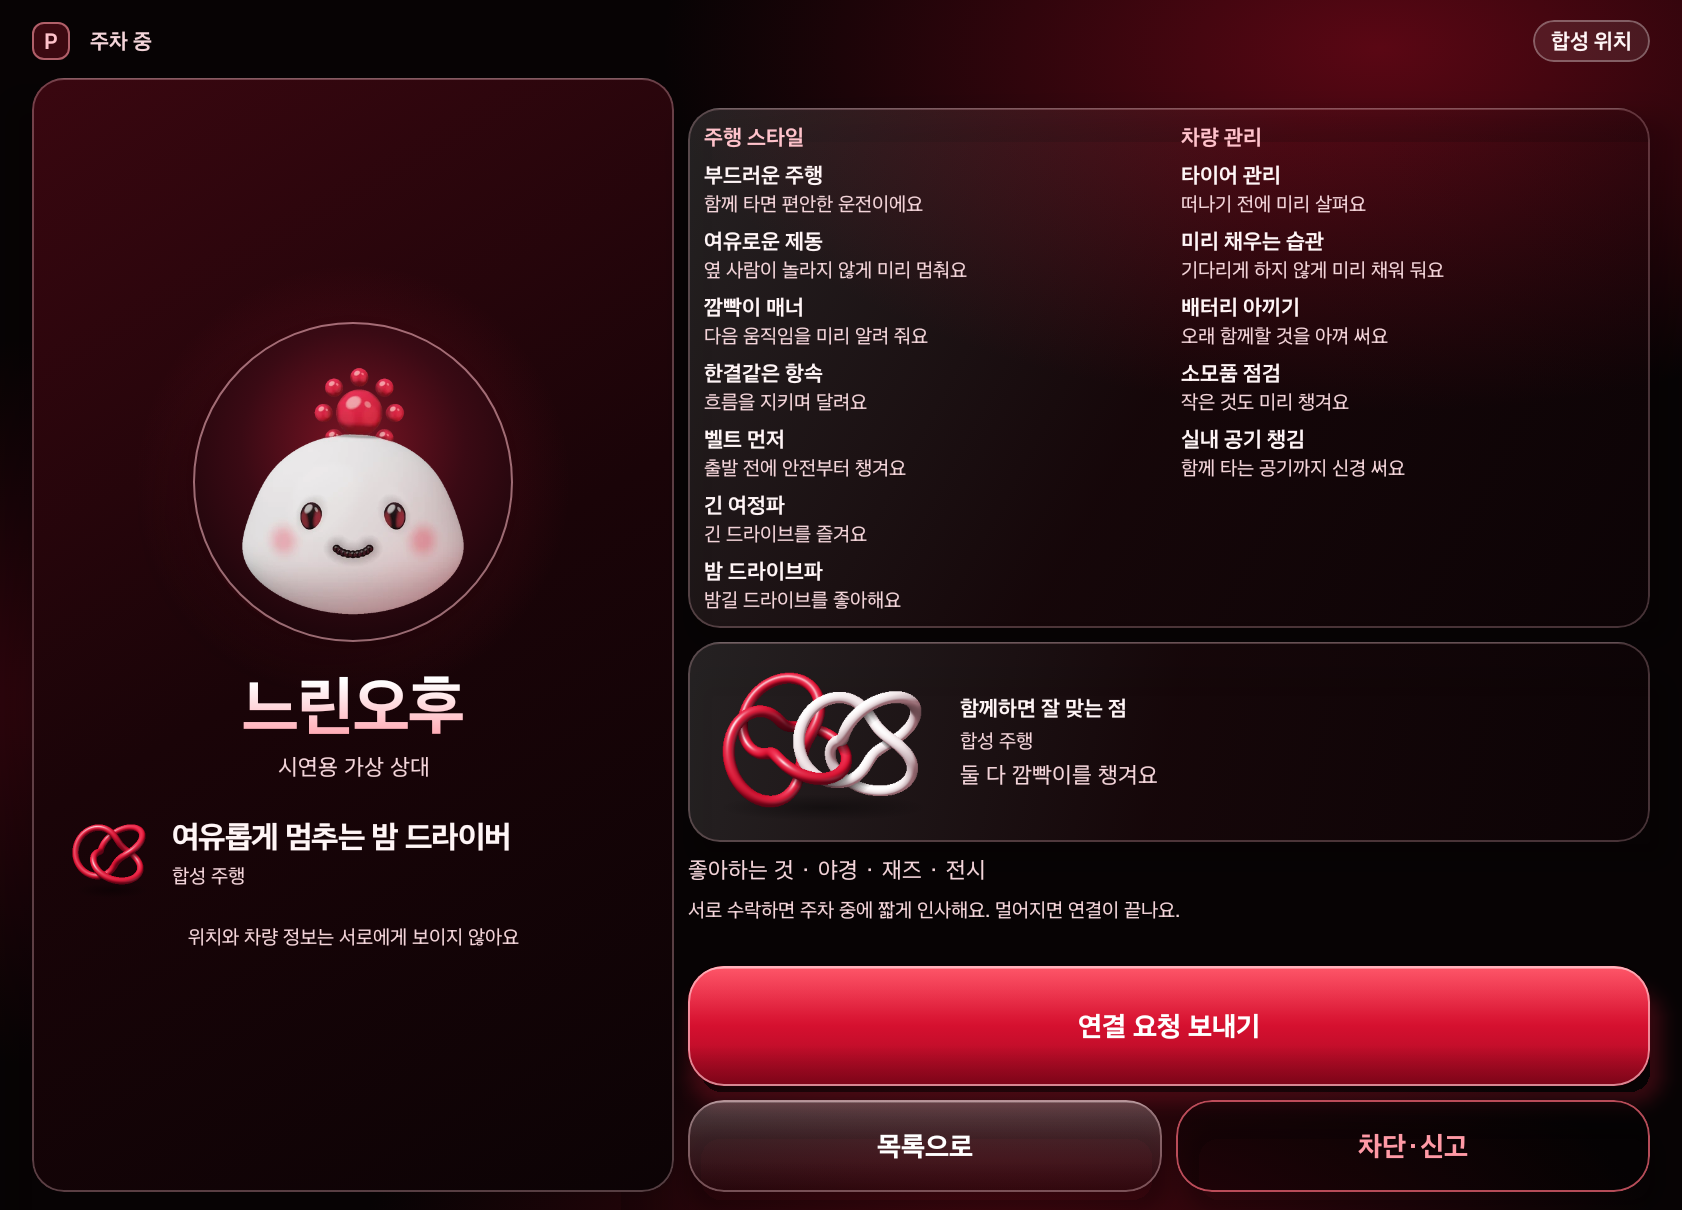 P 주차 중
합성 위치
느린오후
시연용 가상 상대
여유롭게 멈추는 밤 드라이버
합성 주행
위치와 차량 정보는 서로에게 보이지 않아요
주행 스타일
부드러운 주행
함께 타면 편안한 운전이에요
여유로운 제동
옆 사람이 놀라지 않게 미리 멈춰요
깜빡이 매너
다음 움직임을 미리 알려 줘요
한결같은 항속
흐름을 지키며 달려요
벨트 먼저
출발 전에 안전부터 챙겨요
긴 여정파
긴 드라이브를 즐겨요
밤 드라이브파
밤길 드라이브를 좋아해요
차량 관리
타이어 관리
떠나기 전에 미리 살펴요
미리 채우는 습관
기다리게 하지 않게 미리 채워 둬요
배터리 아끼기
오래 함께할 것을 아껴 써요
소모품 점검
작은 것도 미리 챙겨요
실내 공기 챙김
함께 타는 공기까지 신경 써요
함께하면 잘 맞는 점
합성 주행
둘 다 깜빡이를 챙겨요
좋아하는 것 · 야경 · 재즈 · 전시
서로 수락하면 주차 중에 짧게 인사해요. 멀어지면 연결이 끝나요.
연결 요청 보내기
목록으로
차단·신고